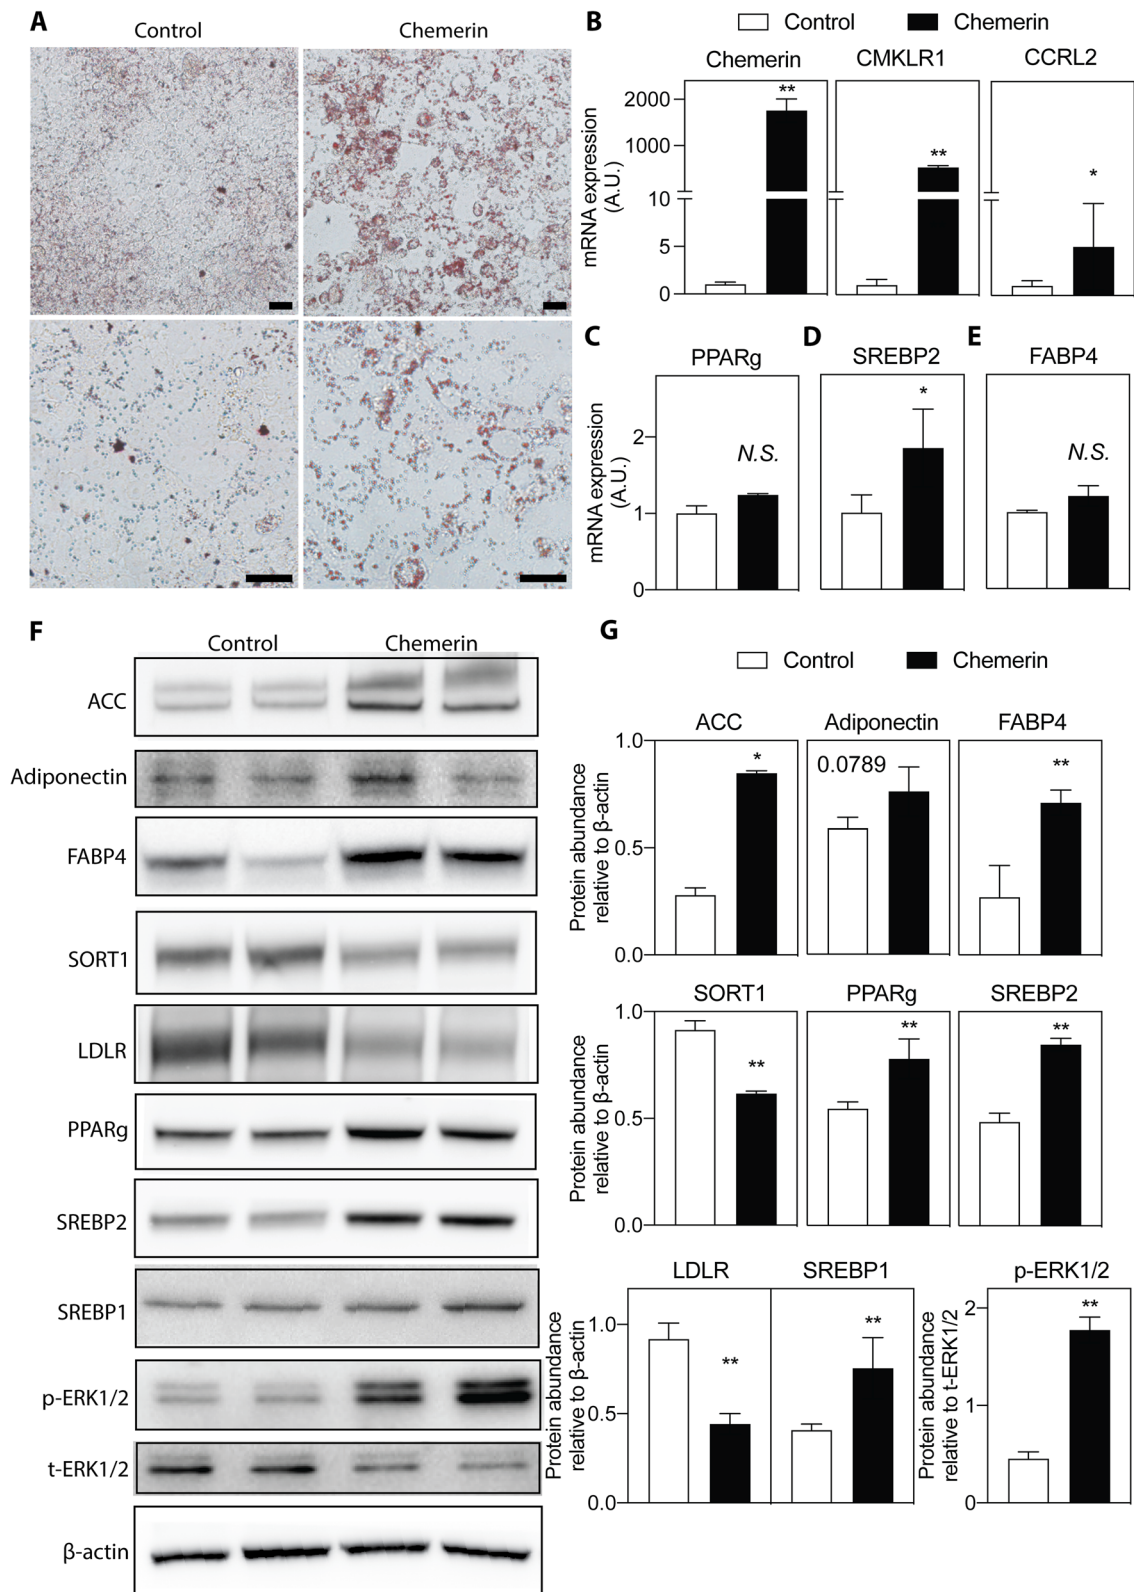 A
Control
Chemerin
B
Control
Chemerin
Chemerin
CMKLR1
CCRL2
mRNA expression
(A.U.)
2000
1000
10
5
0
**
**
*
C
D
E
PPARg
SREBP2
FABP4
mRNA expression
(A.U.)
2
1
0
N.S.
*
N.S.
F
Control
Chemerin
ACC
Adiponectin
FABP4
SORT1
LDLR
PPARg
SREBP2
SREBP1
p-ERK1/2
t-ERK1/2
β-actin
G
Control
Chemerin
ACC
Adiponectin
FABP4
Protein abundance
relative to β-actin
1.0
0.5
0.0
*
0.0789
**
SORT1
PPARg
SREBP2
Protein abundance
relative to β-actin
1.0
0.5
0.0
**
**
**
LDLR
SREBP1
p-ERK1/2
Protein abundance
relative to β-actin
1.0
0.5
0.0
**
**
Protein abundance
relative to t-ERK1/2
2
1
0
**